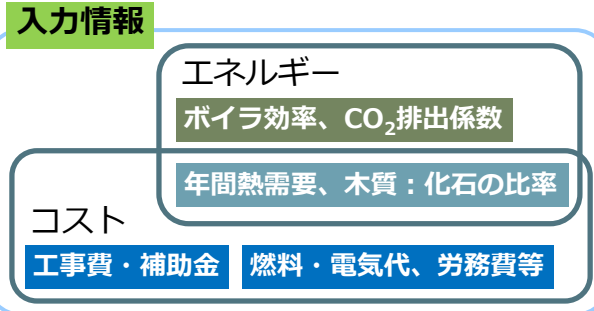 入力情報
エネルギー
ボイラ効率、CO₂排出係数
年間熱需要、木質：化石の比率
コスト
工事費・補助金
燃料・電気代、労務費等